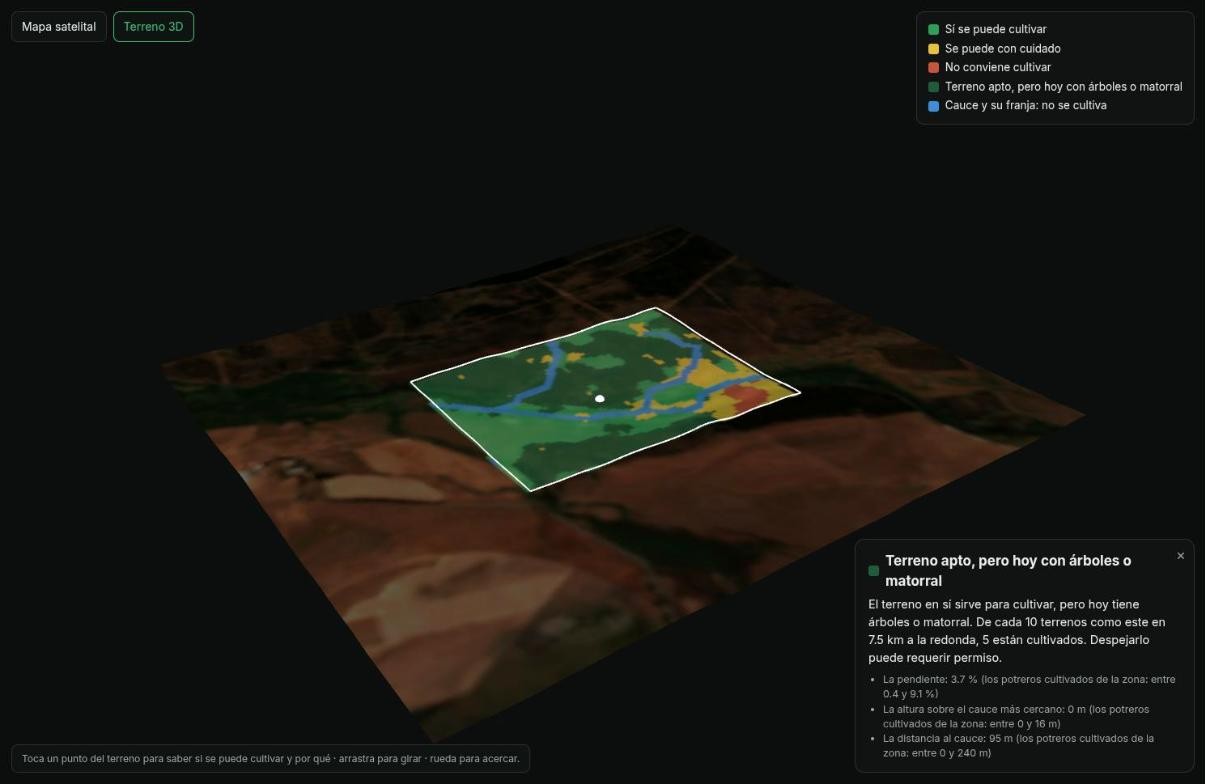 Mapa satelital
Terreno 3D
Sí se puede cultivar
Se puede con cuidado
No conviene cultivar
Terreno apto, pero hoy con árboles o matorral
Cauce y su franja: no se cultiva
×
Terreno apto, pero hoy con árboles o
matorral
El terreno en sí sirve para cultivar, pero hoy tiene
árboles o matorral. De cada 10 terrenos como este en
7.5 km a la redonda, 5 están cultivados. Despejarlo
puede requerir permiso.
• La pendiente: 3.7 % (los potreros cultivados de la zona: entre
0.4 y 9.1 %)
• La altura sobre el cauce más cercano: 0 m (los potreros
cultivados de la zona: entre 0 y 16 m)
• La distancia al cauce: 95 m (los potreros cultivados de la
zona: entre 0 y 240 m)
Toca un punto del terreno para saber si se puede cultivar y por qué · arrastra para girar · rueda para acercar.